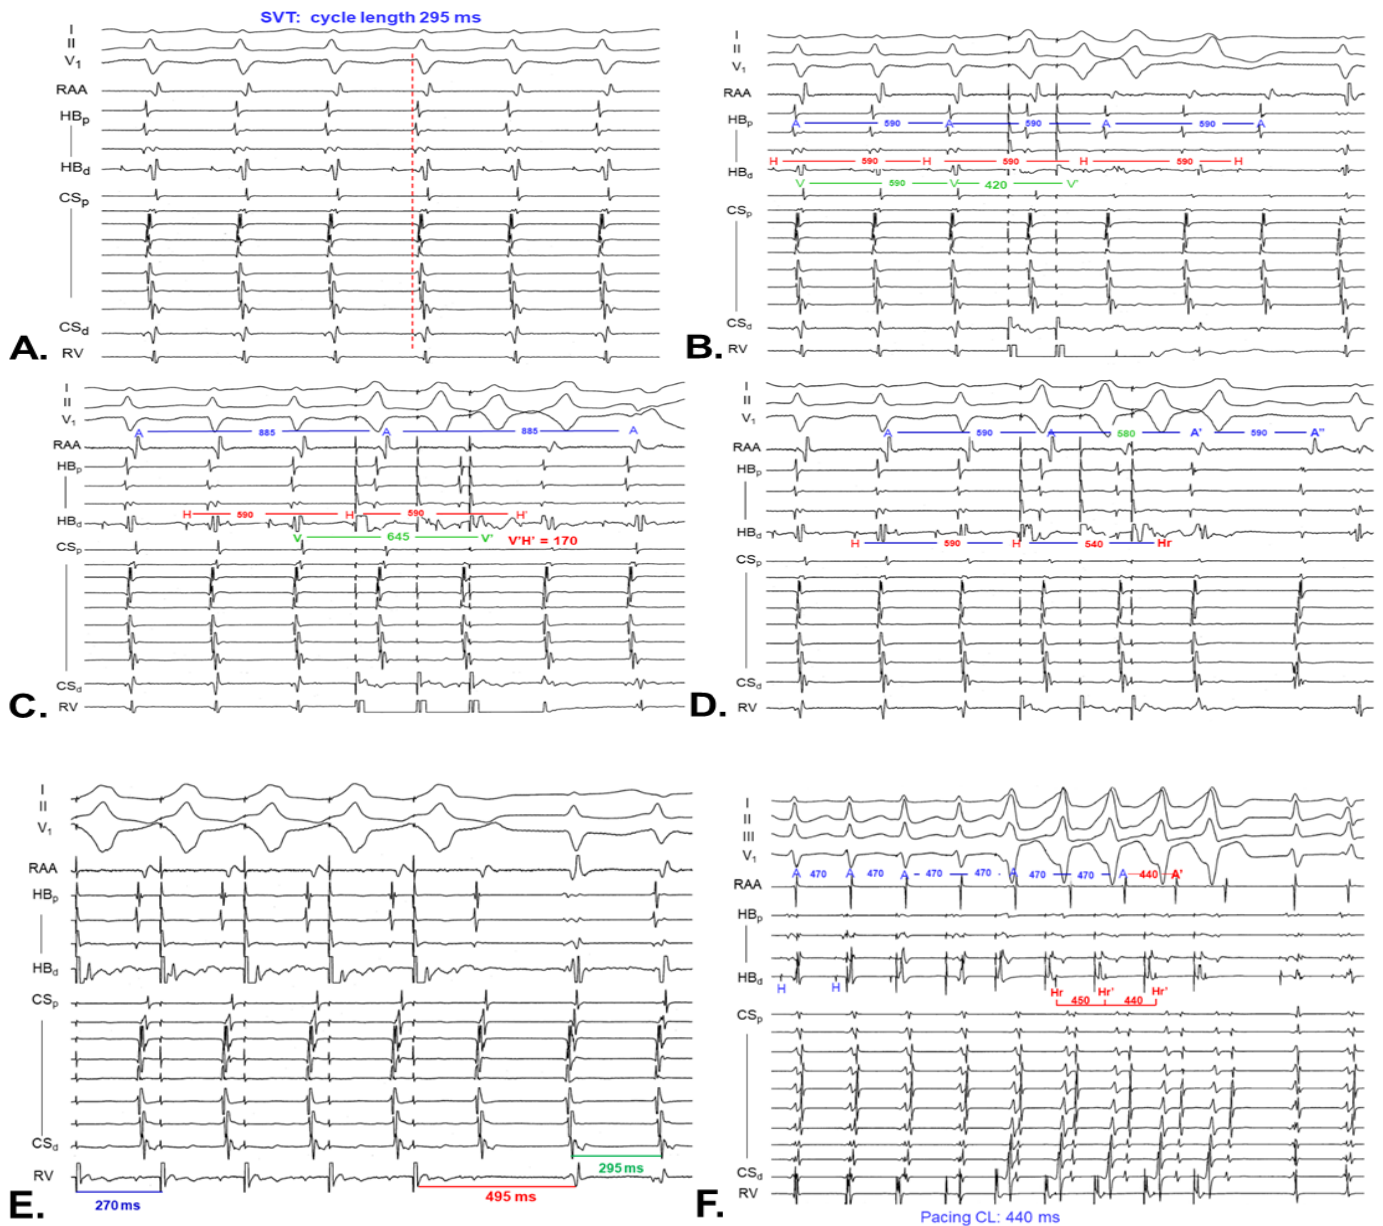 SVT: cycle length 295 ms
I
II
V1
RAA
HBp
HBd
CSp
CSd
RV
A.
I
II
V1
RAA
HBp
A 590 A 590 A 590 A
H 590 H 590 H 590 H
HBd
V 590 V 420 V'
CSp
CSd
RV
B.
I
II
V1
A 885 A 885 A
RAA
HBp
H 590 H 590 H'
HBd
V 645 V' V'H' = 170
CSp
CSd
RV
C.
I
II
V1
A 590 A 580 A' 590 A"
RAA
HBp
HBd
H 590 H 540 Hr
CSp
CSd
RV
D.
I
II
V1
RAA
HBp
HBd
CSp
CSd
295 ms
RV
270 ms
495 ms
E.
I
II
III
V1
A 470 A 470 A 470 470 A 470 470 A 440 A'
RAA
HBp
HBd
H H
Hr Hr' Hr'
450 440
CSp
CSd
RV
F.
Pacing CL: 440 ms